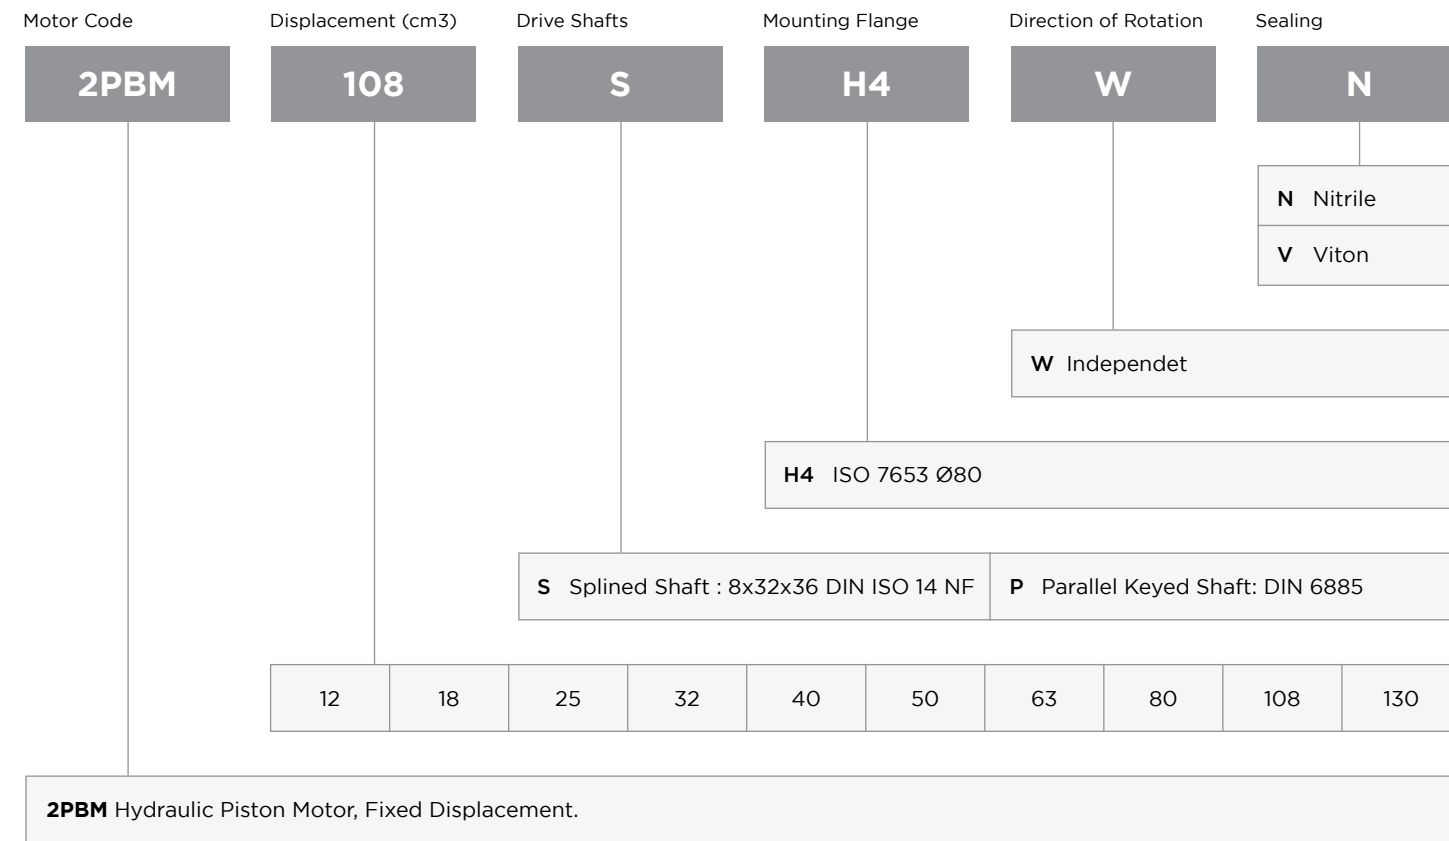 Motor Code Displacement (cm3) Drive Shafts Mounting Flange Direction of Rotation Sealing
2PBM 108 S H4 W N
N Nitrile
V Viton
W Independet
H4 ISO 7653 Ø80
S Splined Shaft : 8x32x36 DIN ISO 14 NF P Parallel Keyed Shaft: DIN 6885
12 18 25 32 40 50 63 80 108 130
2PBM Hydraulic Piston Motor, Fixed Displacement.